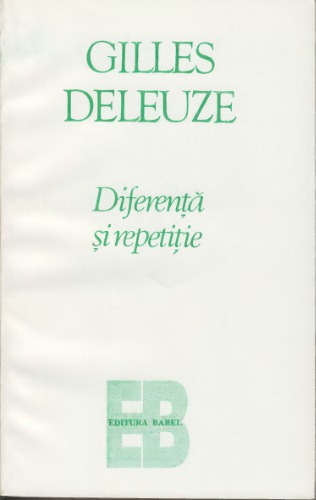 GILLES
DELEUZE
Diferență
și repetiție
EB
EDITURA BABEL